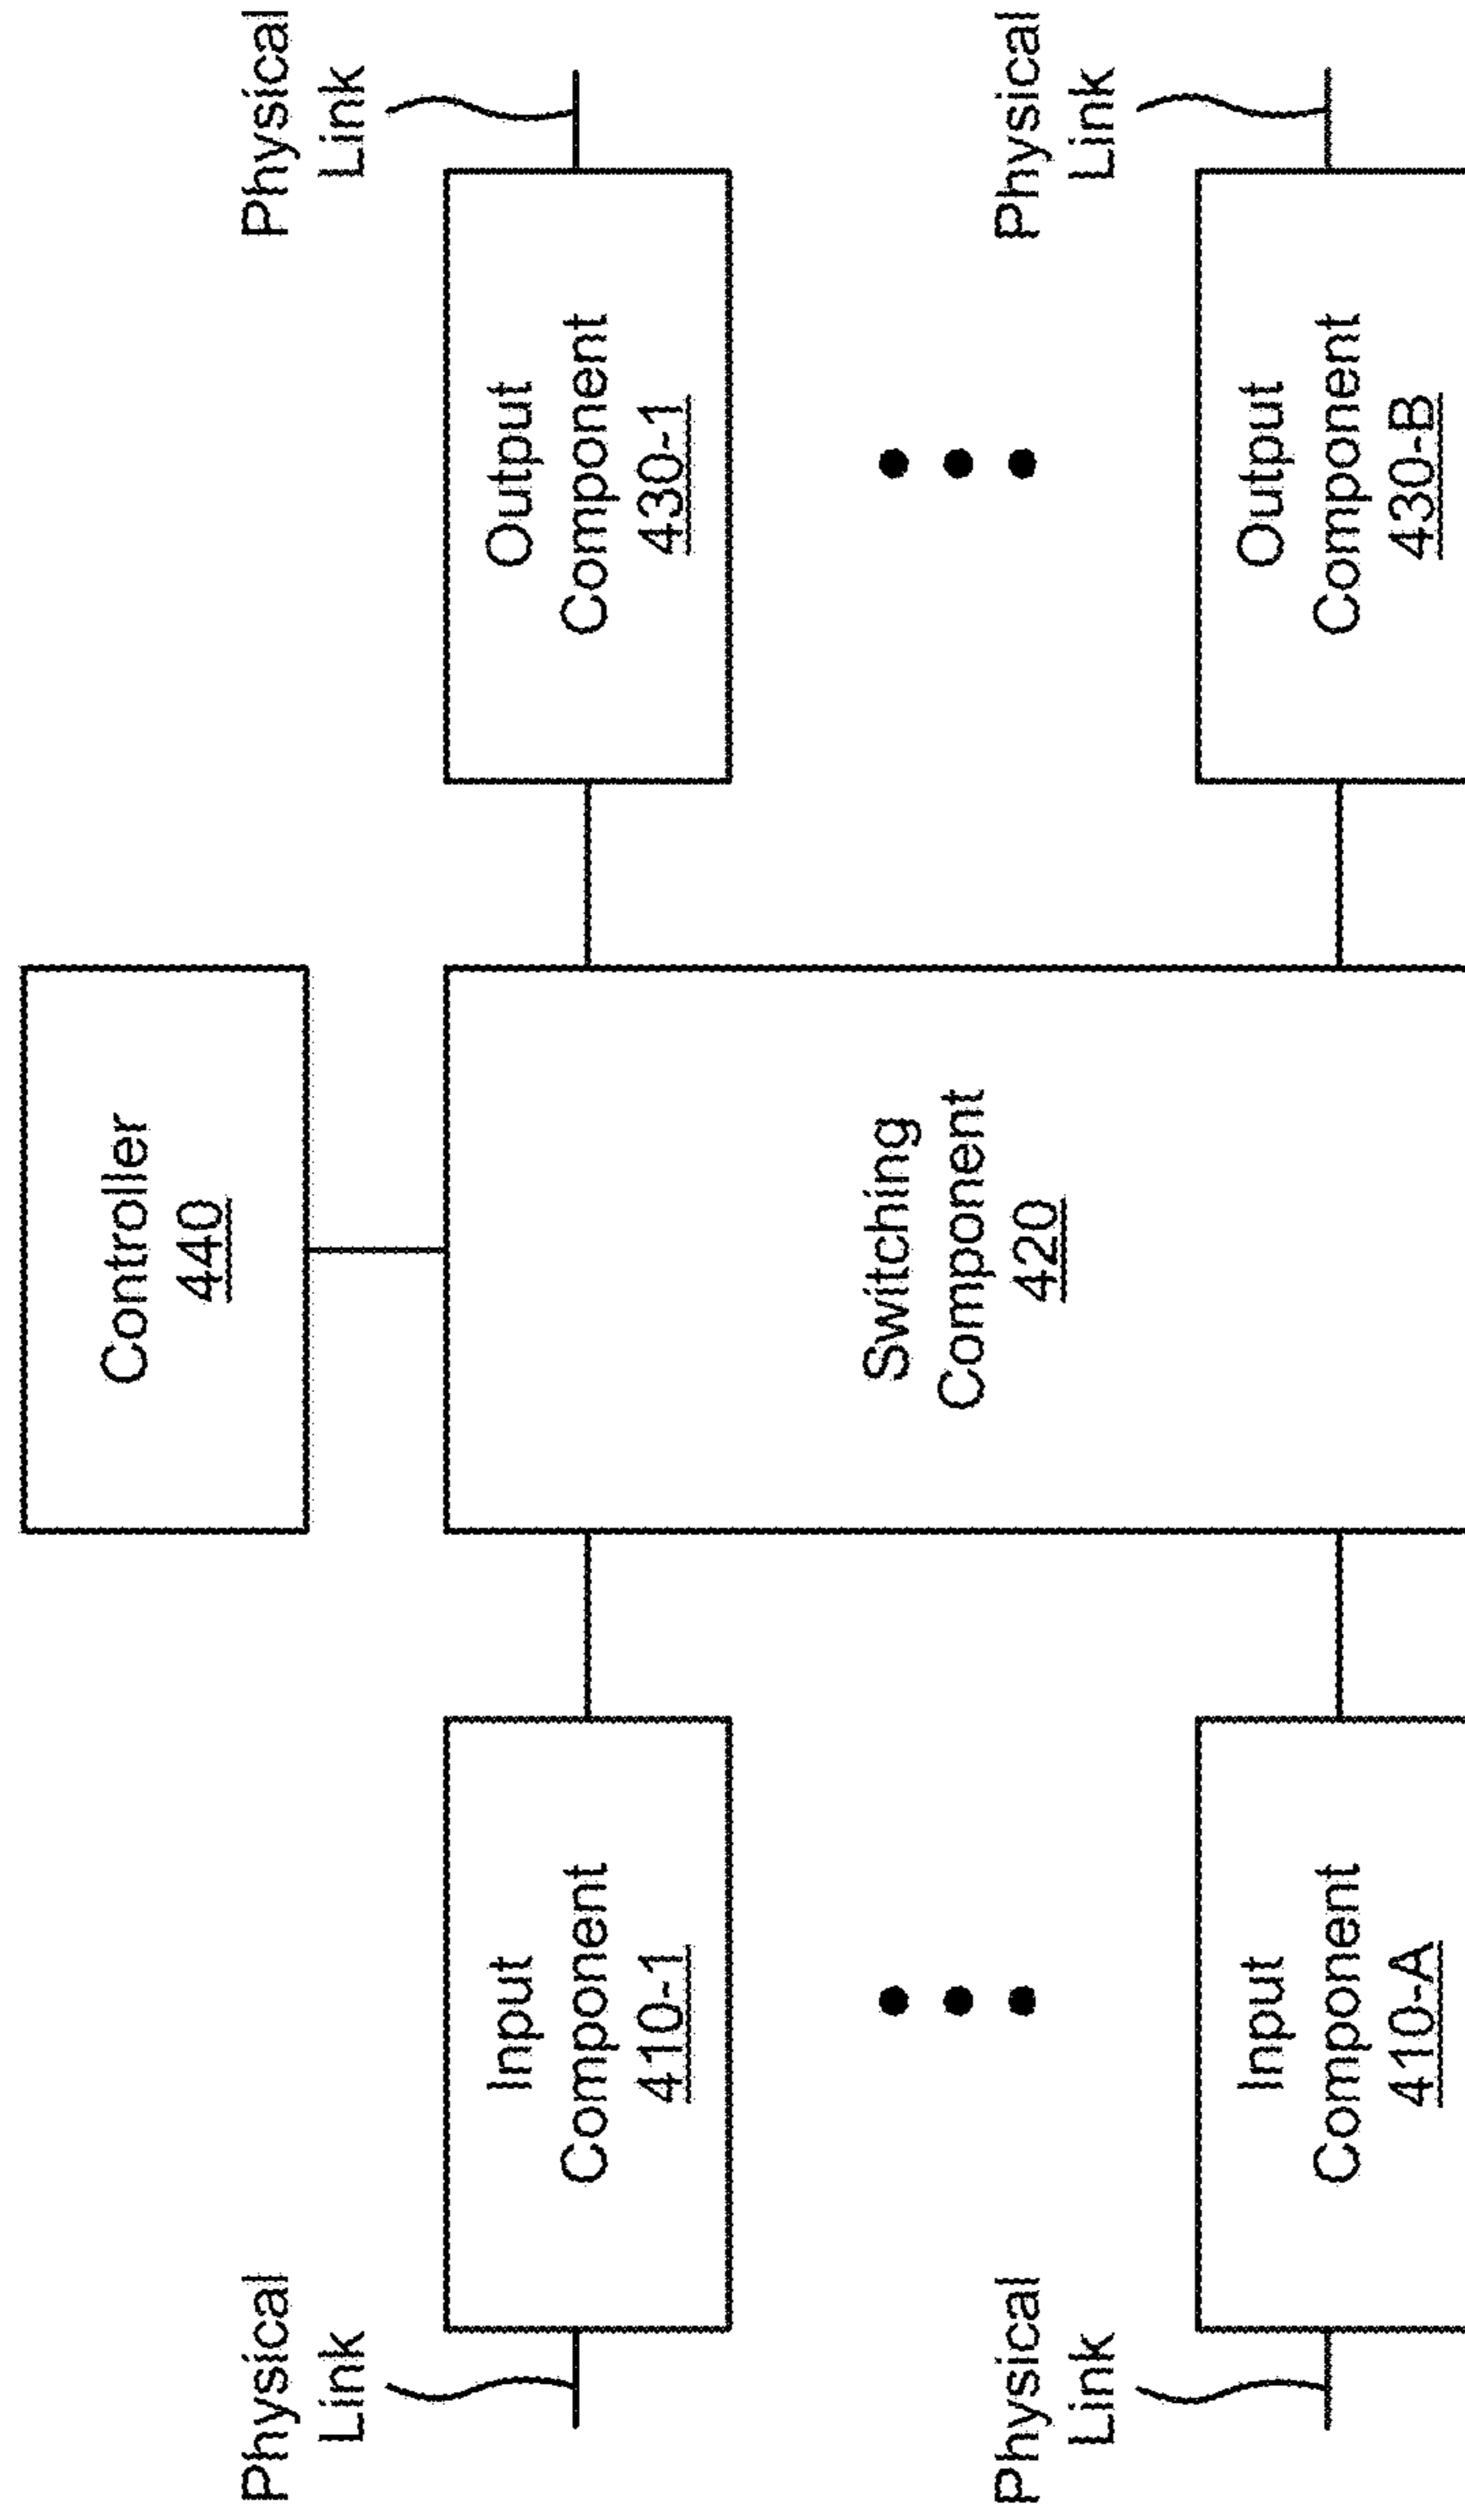 Controller
440
Physical
Link
Input
Component
410-1
Switching
Component
420
Output
Component
430-1
Physical
Link
Physical
Link
Input
Component
410-A
Output
Component
430-B
Physical
Link